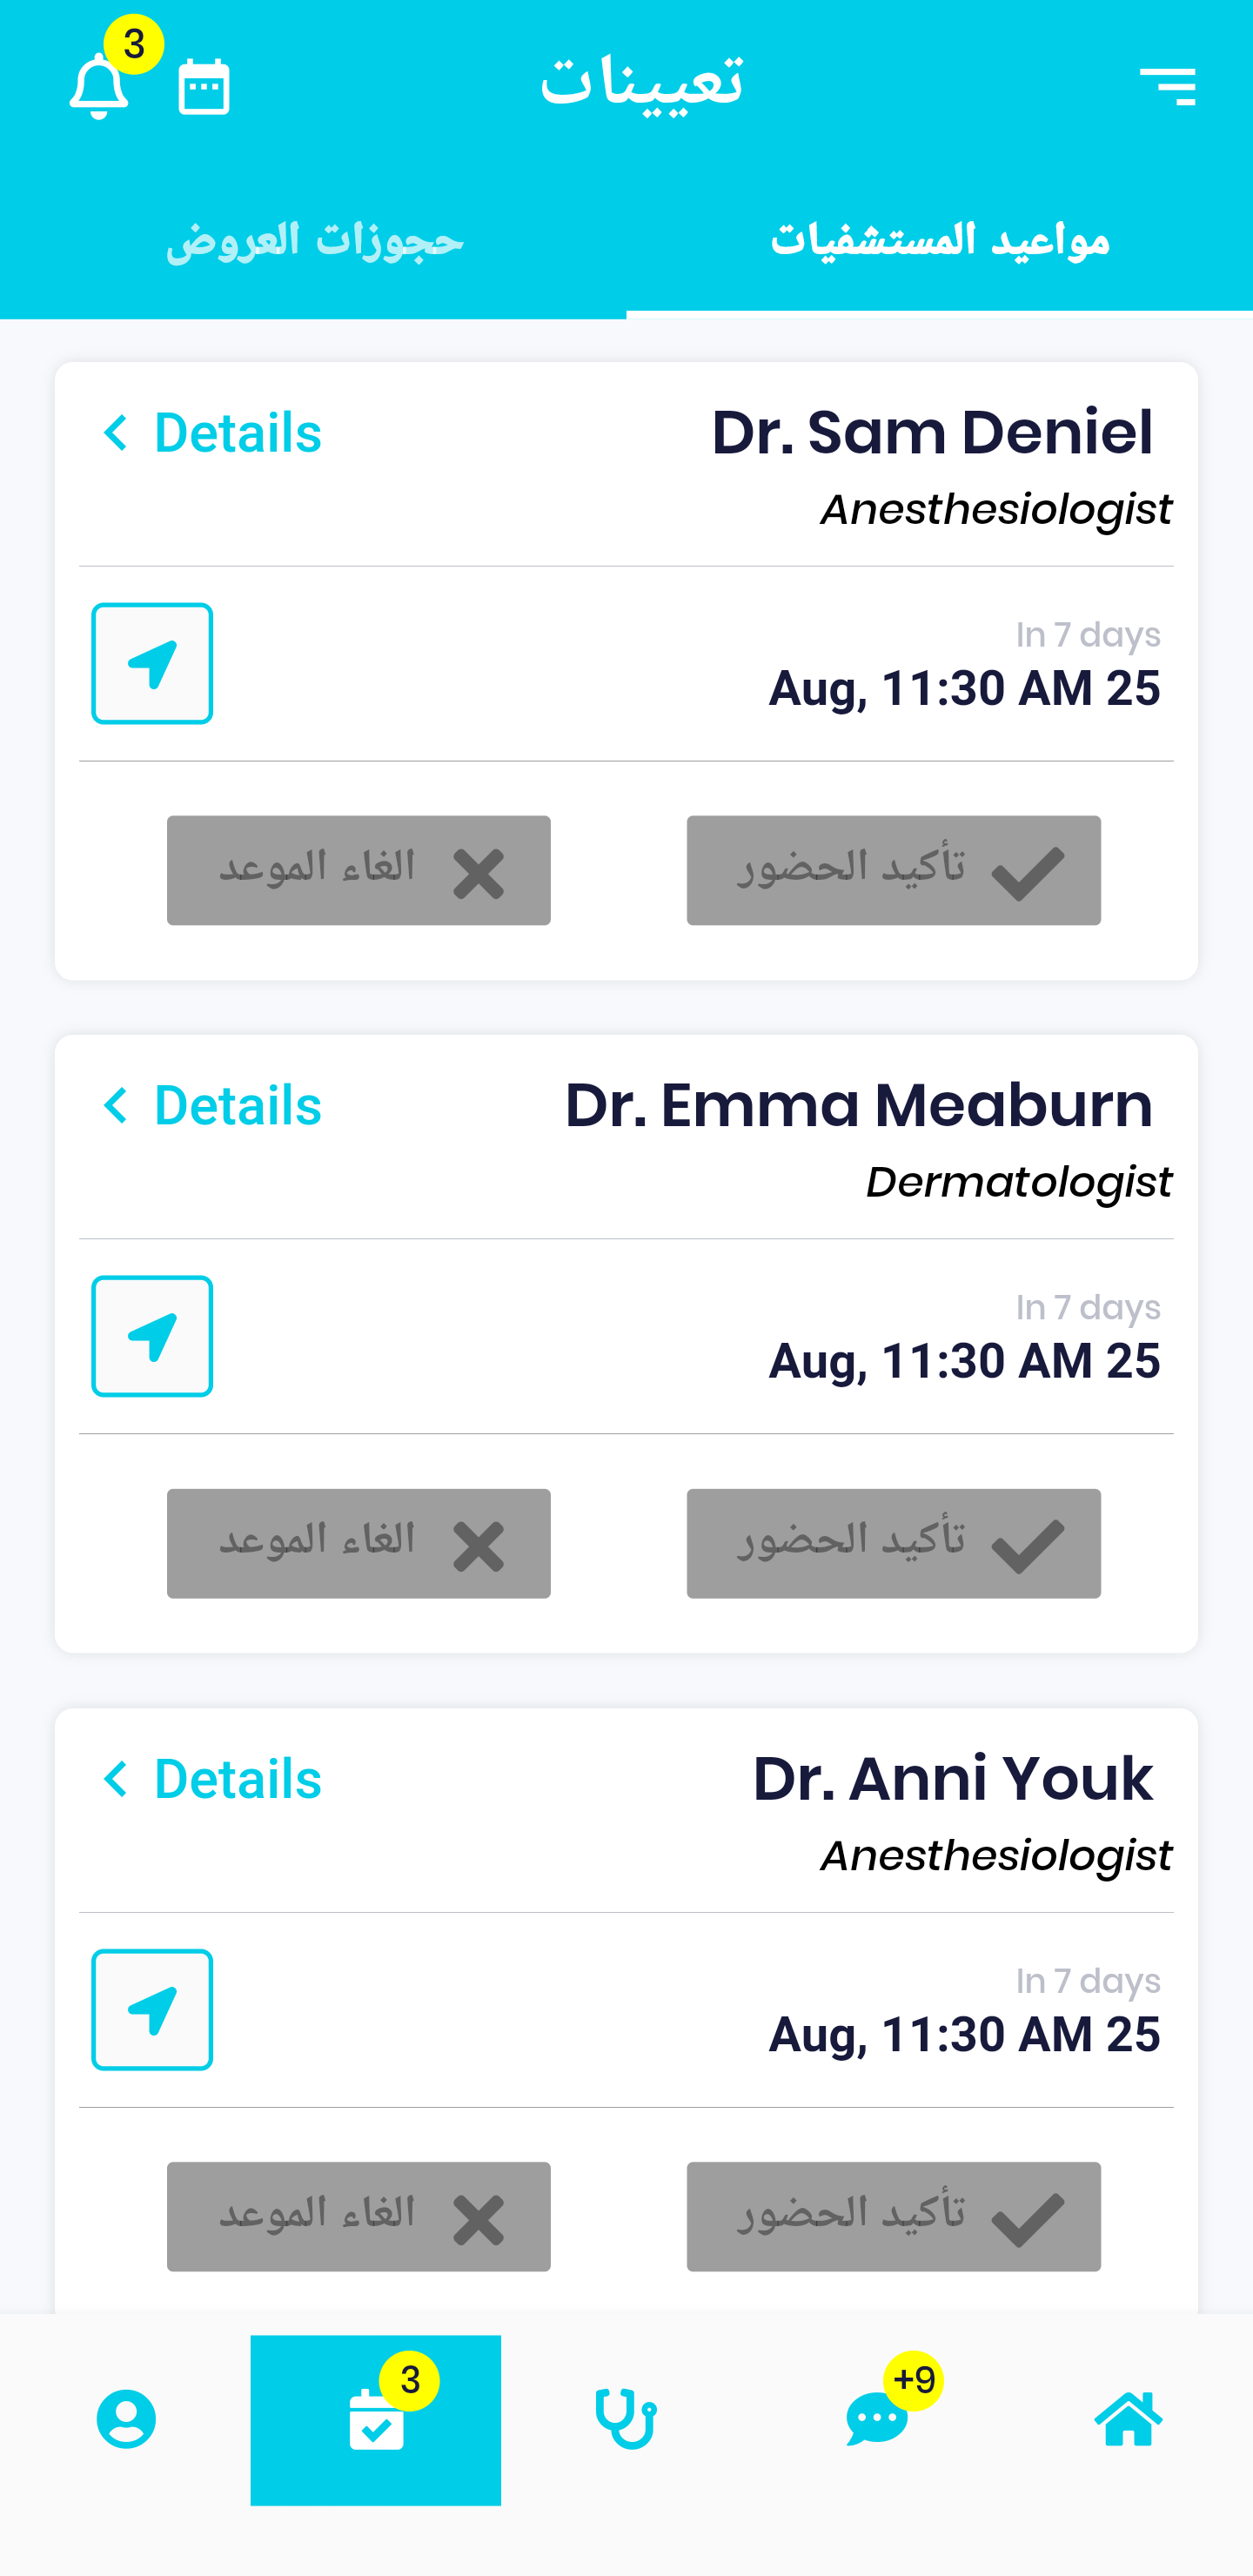 3
تعيينات
مواعيد المستشفيات
حجوزات العروض
Dr. Sam Deniel
Details
Anesthesiologist
In 7 days
Aug, 11:30 AM 25
تأكيد الحضور
الغاء الموعد
Dr. Emma Meaburn
Details
Dermatologist
In 7 days
Aug, 11:30 AM 25
تأكيد الحضور
الغاء الموعد
Dr. Anni Youk
Details
Anesthesiologist
In 7 days
Aug, 11:30 AM 25
تأكيد الحضور
الغاء الموعد
+9
3